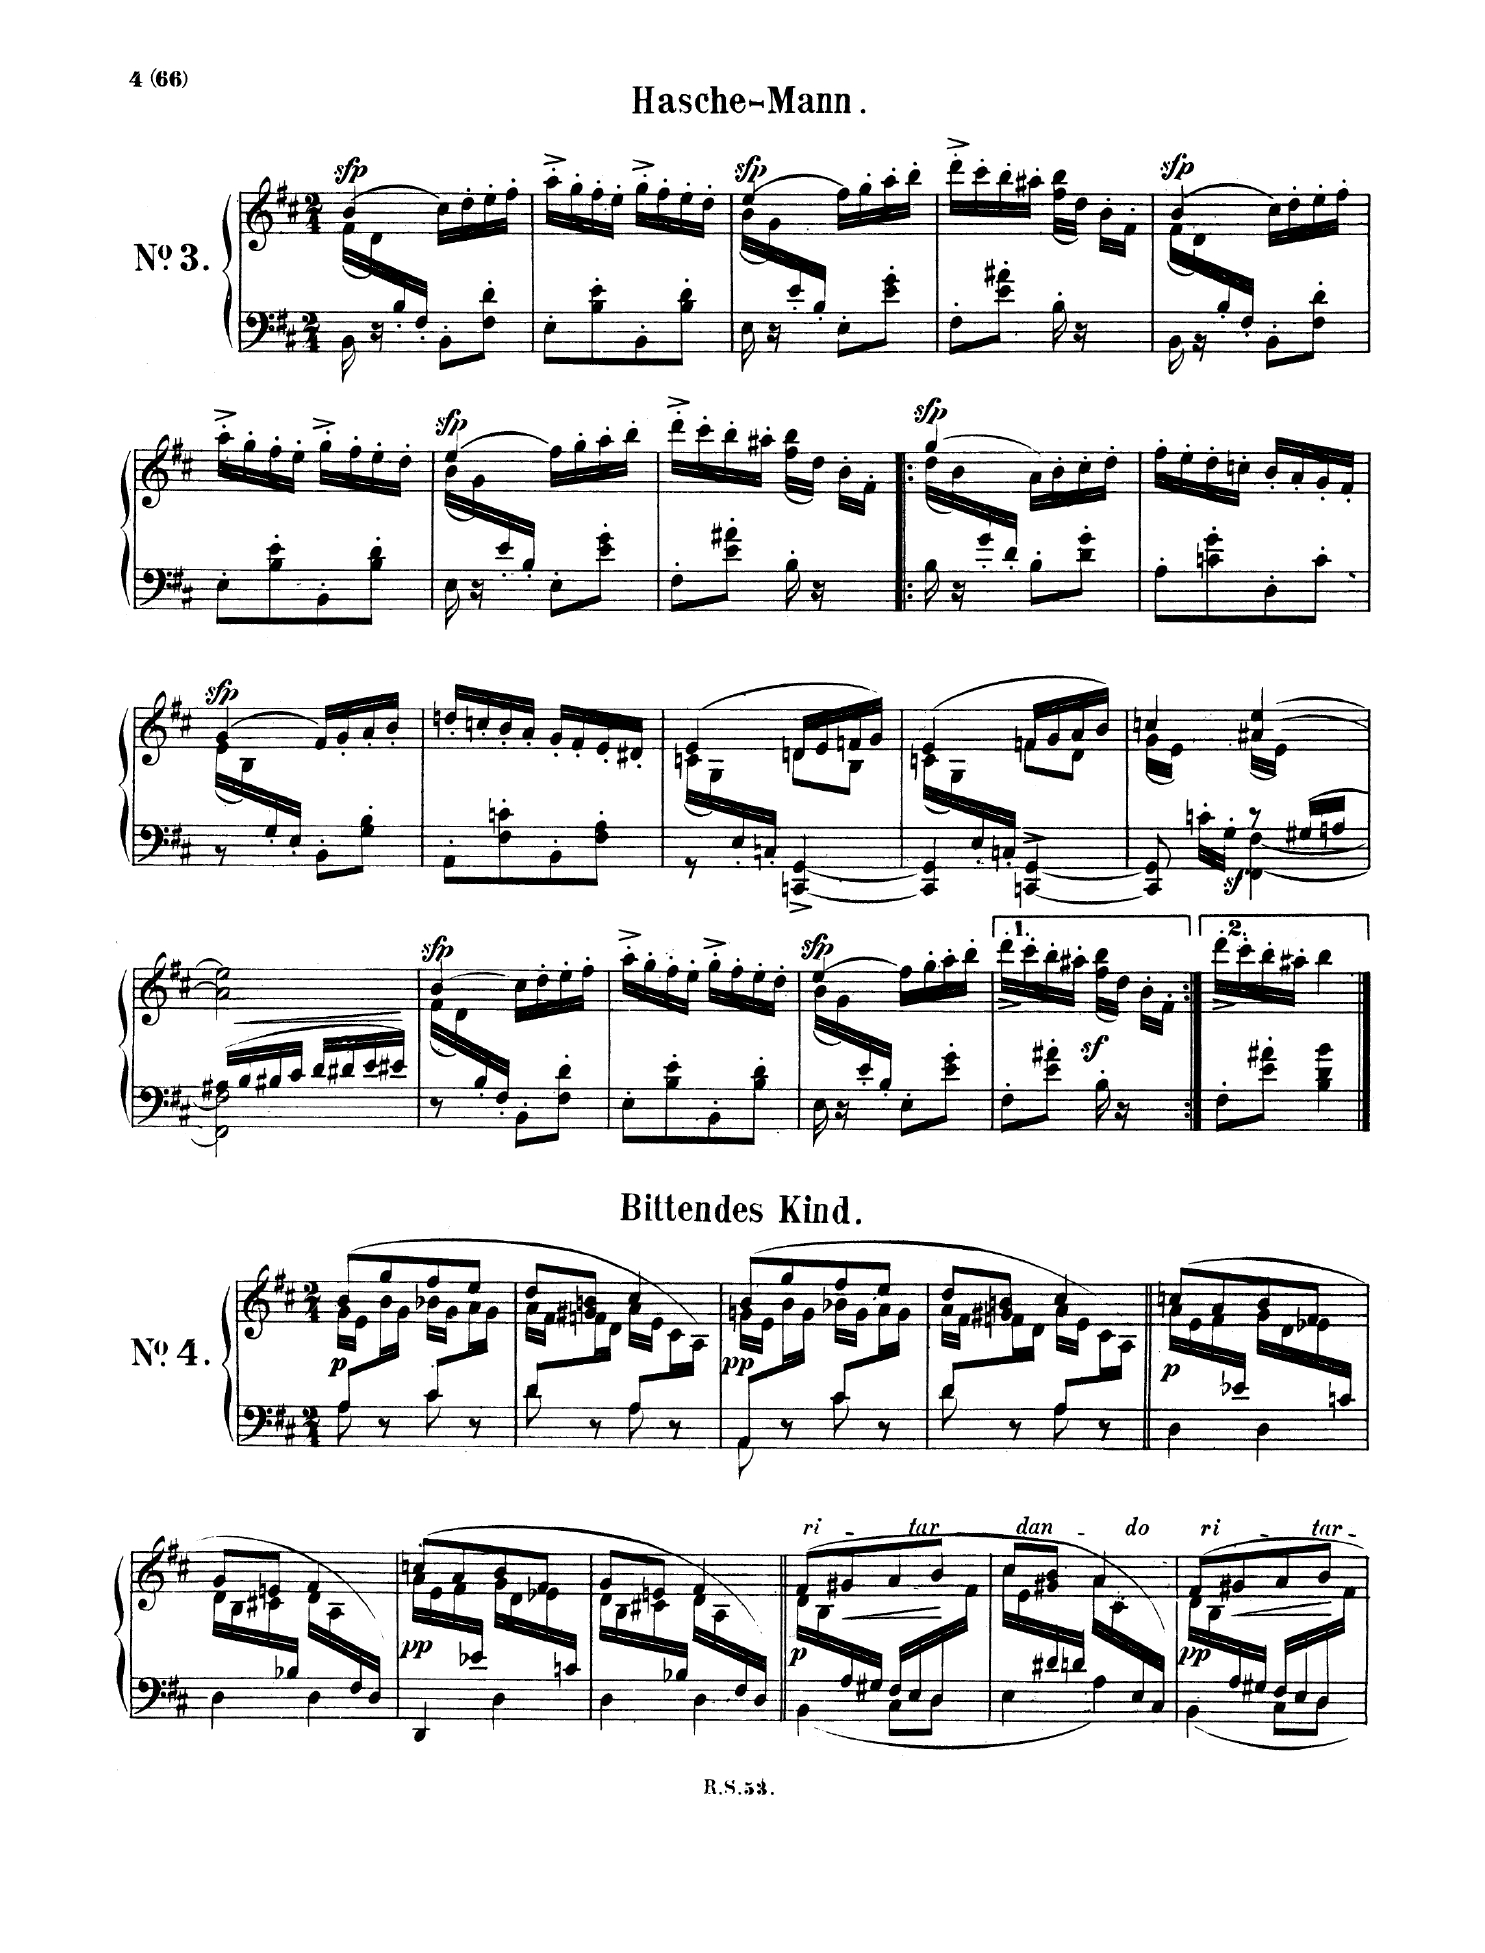 4 (66)
Hasche-Mann.
sfp sfp sfp
Nº 3.
sfp sfp
sfp
sf
sfp sfp 1. 2.
sf
Bittendes Kind.
Nº 4.
p pp p
ri - tar - dan - do ri - tar -
pp p pp
R.S.53.